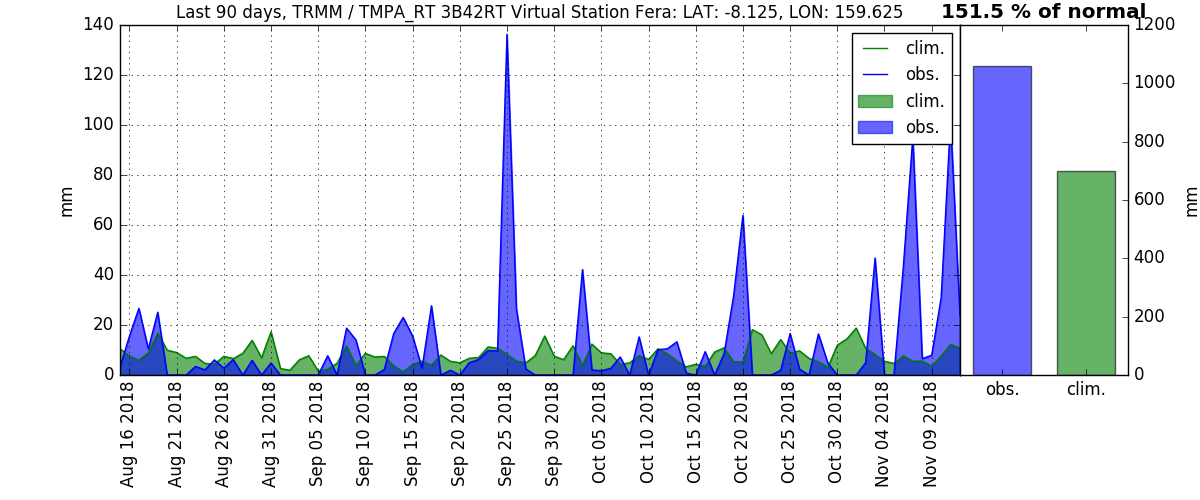 Last 90 days, TRMM / TMPA_RT 3B42RT Virtual Station Fera: LAT: -8.125, LON: 159.625
151.5 % of normal
140
120
100
80
60
40
20
0
mm
clim.
obs.
clim.
obs.
1200
1000
800
600
400
200
0
mm
Aug 16 2018
Aug 21 2018
Aug 26 2018
Aug 31 2018
Sep 05 2018
Sep 10 2018
Sep 15 2018
Sep 20 2018
Sep 25 2018
Sep 30 2018
Oct 05 2018
Oct 10 2018
Oct 15 2018
Oct 20 2018
Oct 25 2018
Oct 30 2018
Nov 04 2018
Nov 09 2018
obs.
clim.